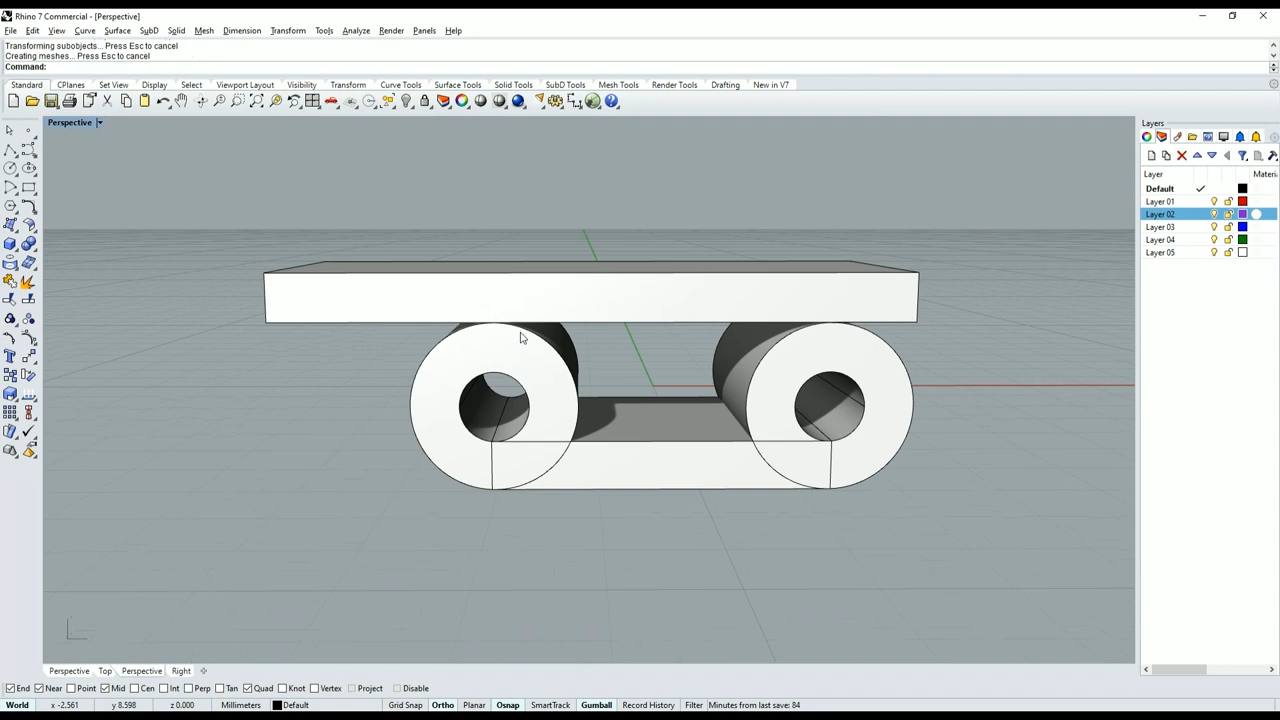 Rhino 7 Commercial - [Perspective]
File Edit View Curve Surface SubD Solid Mesh Dimension Transform Tools Analyze Render Panels Help
Transforming subobjects... Press Esc to cancel
Creating meshes... Press Esc to cancel
Command:
Standard CPlanes Set View Display Select Viewport Layout Visibility Transform Curve Tools Surface Tools Solid Tools SubD Tools Mesh Tools Render Tools Drafting New in V7
Perspective
Layers
Layer Materi
Default
Layer 01
Layer 02
Layer 03
Layer 04
Layer 05
Perspective Top Perspective Right
End Near Point Mid Cen Int Perp Tan Quad Knot Vertex Project Disable
World x -2.561 y 8.598 z 0.000 Millimeters Default Grid Snap Ortho Planar Osnap SmartTrack Gumball Record History Filter Minutes from last save: 84